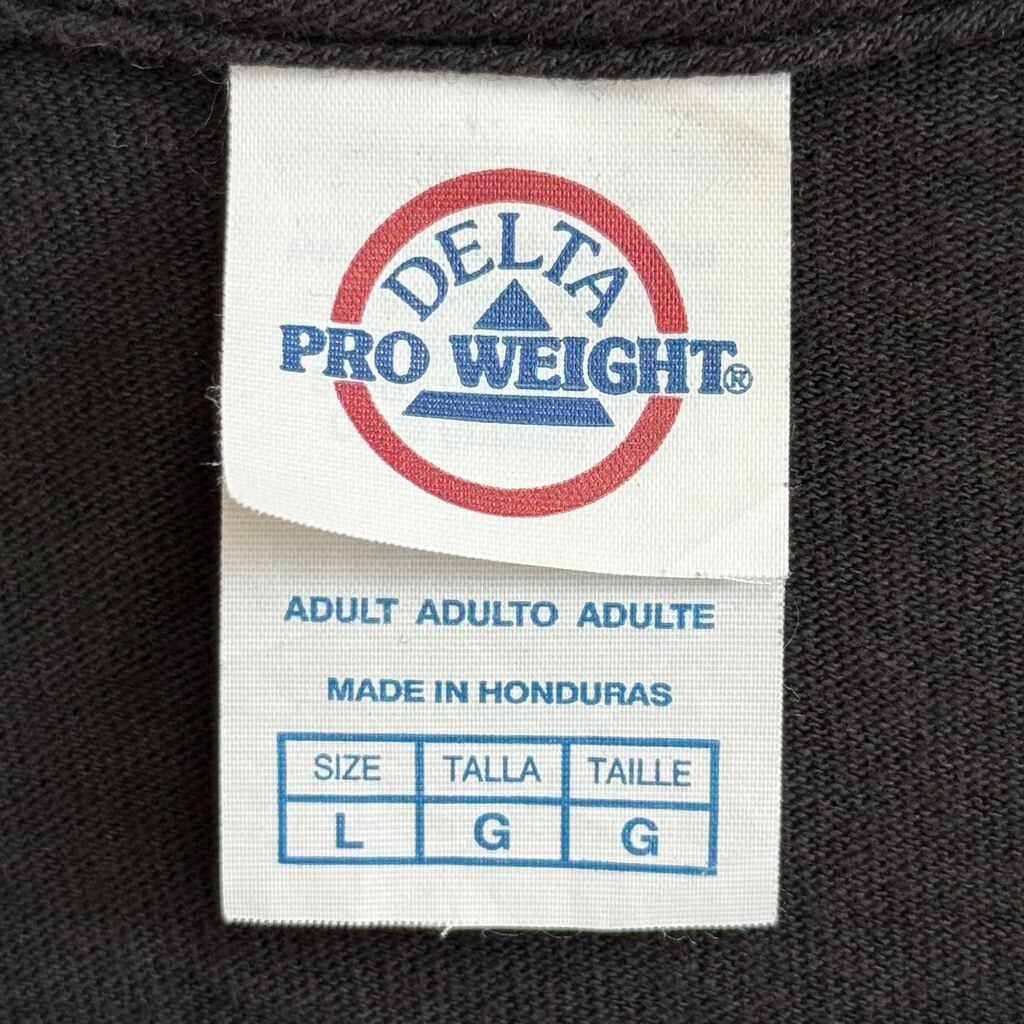 DELTA
PRO WEIGHT®
ADULT ADULTO ADULTE
MADE IN HONDURAS
SIZE TALLA TAILLE
L G G